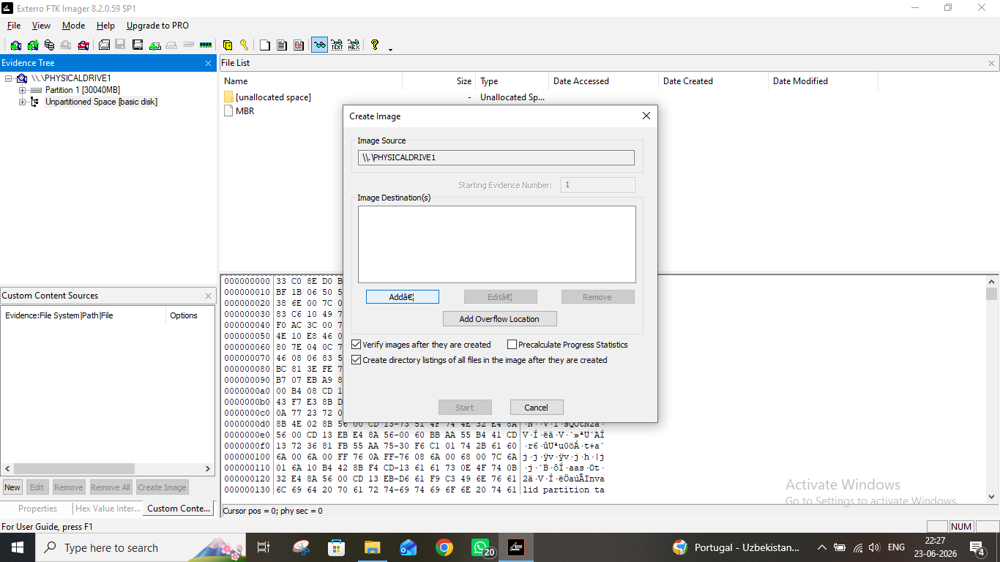 Exterro FTK Imager 8.2.0.59 SP1
File View Mode Help Upgrade to PRO
Evidence Tree
\\.\PHYSICALDRIVE1
Partition 1 [30040MB]
Unpartitioned Space [basic disk]
File List
Name Size Type Date Accessed Date Created Date Modified
[unallocated space] - Unallocated Sp...
MBR
Create Image
Image Source
\\.\PHYSICALDRIVE1
Starting Evidence Number: 1
Image Destination(s)
Addâ€¦ Editâ€¦ Remove
Add Overflow Location
Verify images after they are created Precalculate Progress Statistics
Create directory listings of all files in the image after they are created
Start Cancel
Custom Content Sources
Evidence:File System|Path|File Options
New Edit Remove Remove All Create Image
Properties Hex Value Inter... Custom Conte...
000000000 33 C0 8E D0 B
000000010 BF 1B 06 50 5
000000020 38 6E 00 7C 0
000000030 83 C6 10 49 7
000000040 F0 AC 3C 00 7
000000050 4E 10 E8 46 0
000000060 80 7E 04 0C 7
000000070 46 08 06 83 5
000000080 BC 81 3E FE 7
000000090 B7 07 EB A9 8
0000000a0 00 B4 08 CD 1
0000000b0 43 F7 E3 8B D
0000000c0 0A 77 23 72 0
0000000d0 8B 4E 02 8B 56 00 CD 13-73 51 4F 74 4E 32 E4 8A ·N··V·Í·sQOtN2ä·
0000000e0 56 00 CD 13 EB E4 8A 56-00 60 BB AA 55 B4 41 CD V·Í·ëä·V·`»ªU´AÍ
0000000f0 13 72 36 81 FB 55 AA 75-30 F6 C1 01 74 2B 61 60 ·r6·ûUªu0öÁ·t+a`
000000100 6A 00 6A 00 FF 76 0A FF-76 08 6A 00 68 00 7C 6A j·j·ÿv·ÿv·j·h·|j
000000110 01 6A 10 B4 42 8B F4 CD-13 61 61 73 0E 4F 74 0B ·j·´B·ôÍ·aas·Ot·
000000120 32 E4 8A 56 00 CD 13 EB-D6 61 F9 C3 49 6E 76 61 2ä·V·Í·ëÖaùÃInva
000000130 6C 69 64 20 70 61 72 74-69 74 69 6F 6E 20 74 61 lid partition ta
Cursor pos = 0; phy sec = 0
Activate Windows
Go to Settings to activate Windows.
For User Guide, press F1
NUM
Type here to search
20
Portugal - Uzbekistan...
ENG
22:27
23-06-2026
4